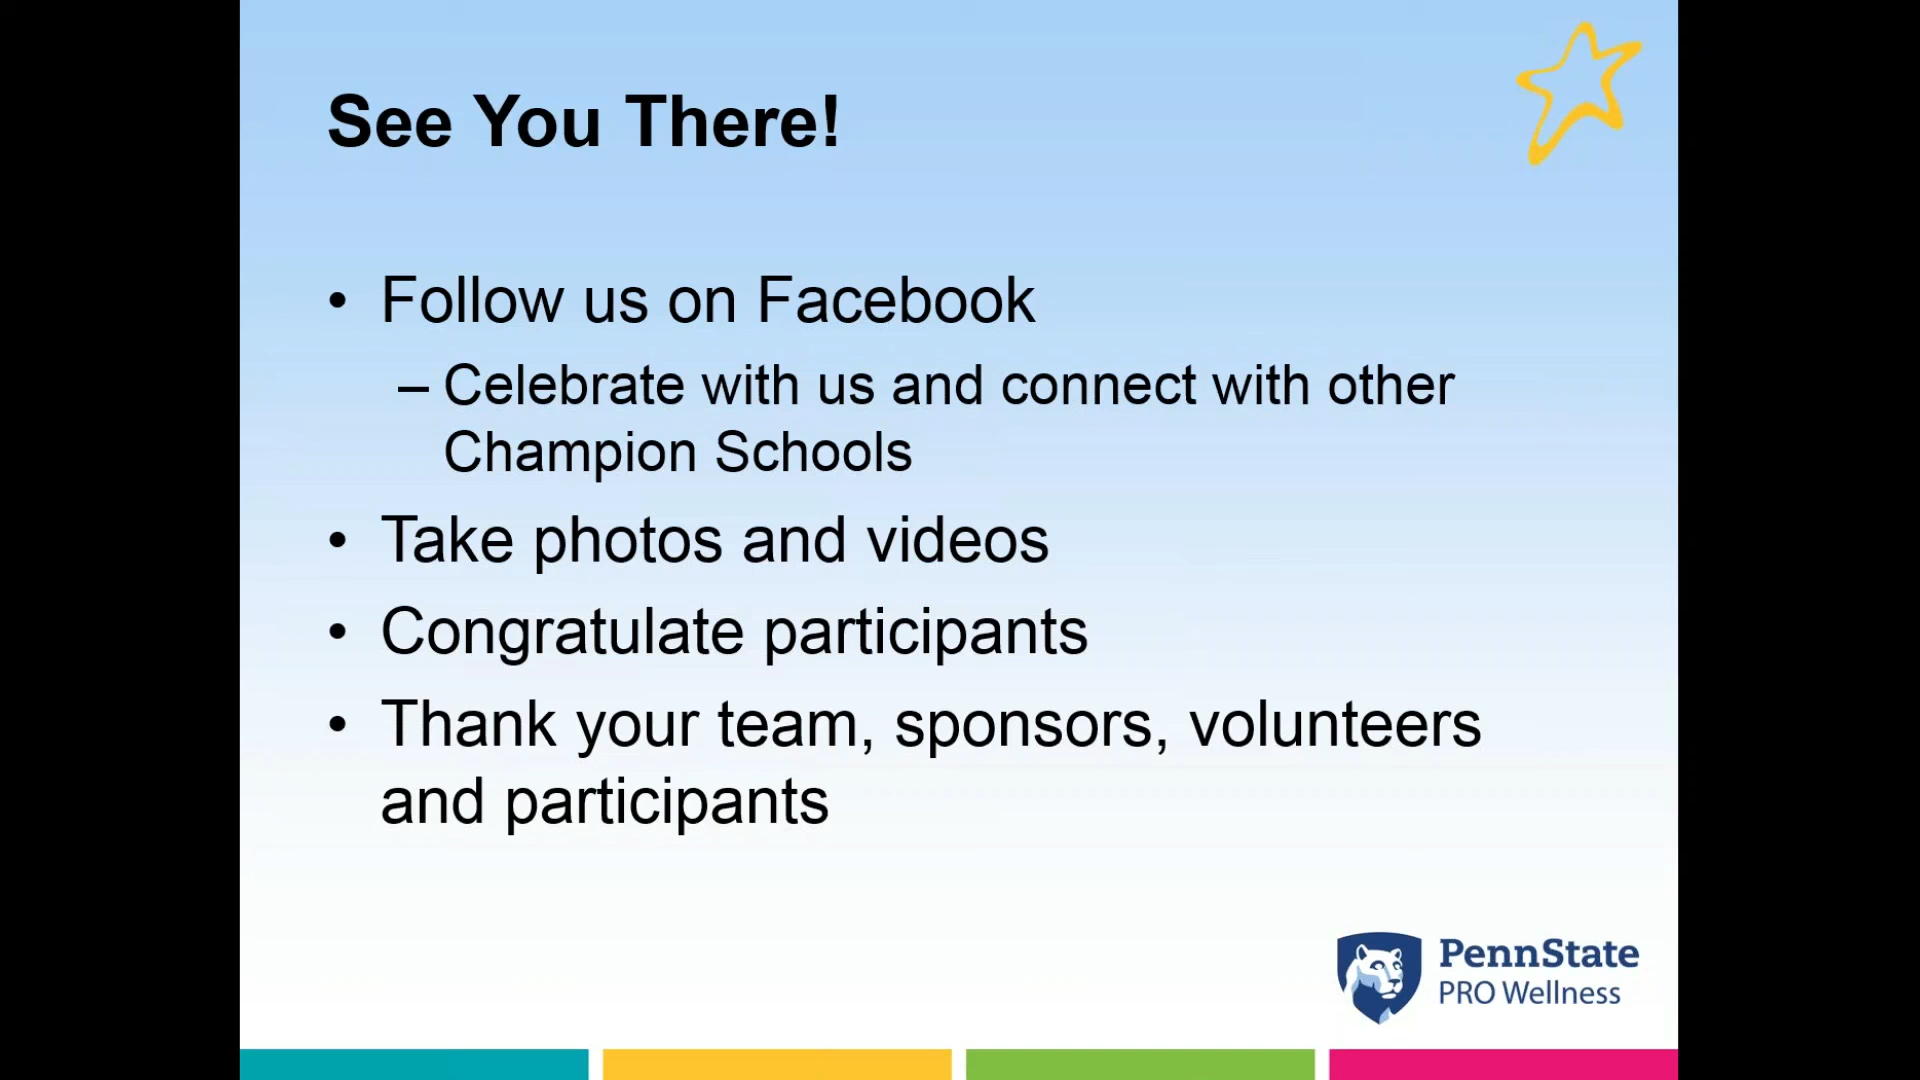 See You There!
• Follow us on Facebook
– Celebrate with us and connect with other
Champion Schools
• Take photos and videos
• Congratulate participants
• Thank your team, sponsors, volunteers
and participants
PennState
PRO Wellness